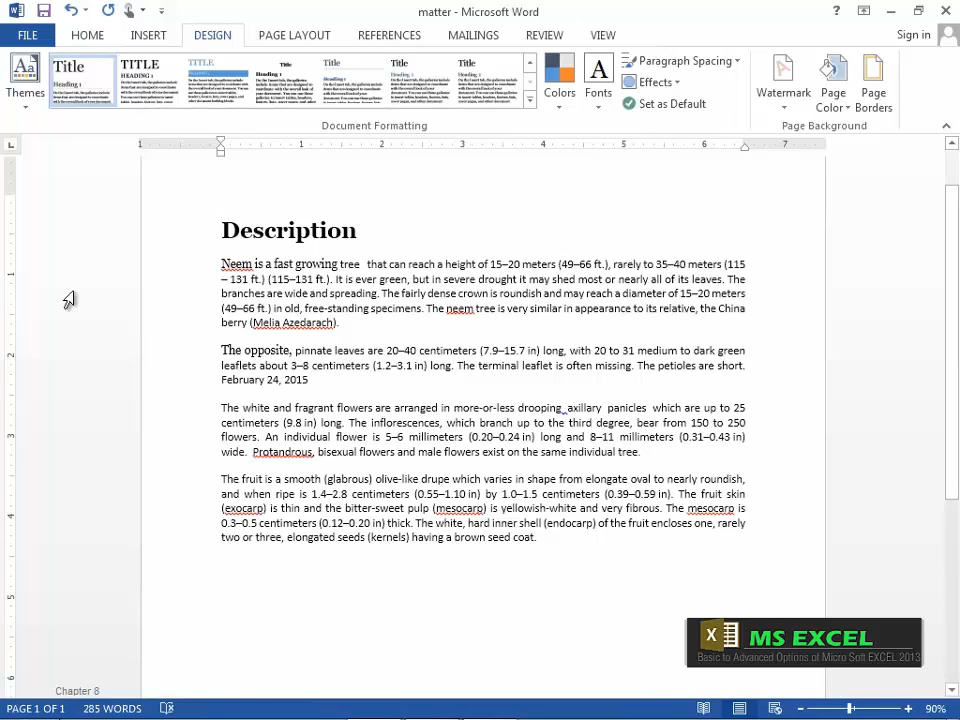 matter - Microsoft Word
Sign in
FILE HOME INSERT DESIGN PAGE LAYOUT REFERENCES MAILINGS REVIEW VIEW
Themes
Title
Heading 1
TITLE
HEADING 1
TITLE
Title
Heading 1
Title
Heading 1
Title
Heading 1
Title
Heading 1
Colors
Fonts
Paragraph Spacing
Effects
Set as Default
Watermark
Page
Color
Page
Borders
Document Formatting
Page Background
1 1 2 3 4 5 6 7
1
2
3
4
5
6
Description
Neem is a fast growing tree that can reach a height of 15–20 meters (49–66 ft.), rarely to 35–40 meters (115
– 131 ft.) (115–131 ft.). It is ever green, but in severe drought it may shed most or nearly all of its leaves. The
branches are wide and spreading. The fairly dense crown is roundish and may reach a diameter of 15–20 meters
(49–66 ft.) in old, free-standing specimens. The neem tree is very similar in appearance to its relative, the China
berry (Melia Azedarach).
The opposite, pinnate leaves are 20–40 centimeters (7.9–15.7 in) long, with 20 to 31 medium to dark green
leaflets about 3–8 centimeters (1.2–3.1 in) long. The terminal leaflet is often missing. The petioles are short.
February 24, 2015
The white and fragrant flowers are arranged in more-or-less drooping axillary panicles which are up to 25
centimeters (9.8 in) long. The inflorescences, which branch up to the third degree, bear from 150 to 250
flowers. An individual flower is 5–6 millimeters (0.20–0.24 in) long and 8–11 millimeters (0.31–0.43 in)
wide. Protandrous, bisexual flowers and male flowers exist on the same individual tree.
The fruit is a smooth (glabrous) olive-like drupe which varies in shape from elongate oval to nearly roundish,
and when ripe is 1.4–2.8 centimeters (0.55–1.10 in) by 1.0–1.5 centimeters (0.39–0.59 in). The fruit skin
(exocarp) is thin and the bitter-sweet pulp (mesocarp) is yellowish-white and very fibrous. The mesocarp is
0.3–0.5 centimeters (0.12–0.20 in) thick. The white, hard inner shell (endocarp) of the fruit encloses one, rarely
two or three, elongated seeds (kernels) having a brown seed coat.
MS EXCEL
Basic to Advanced Options of Micro Soft EXCEL 2013
Chapter 8
PAGE 1 OF 1 285 WORDS 90%